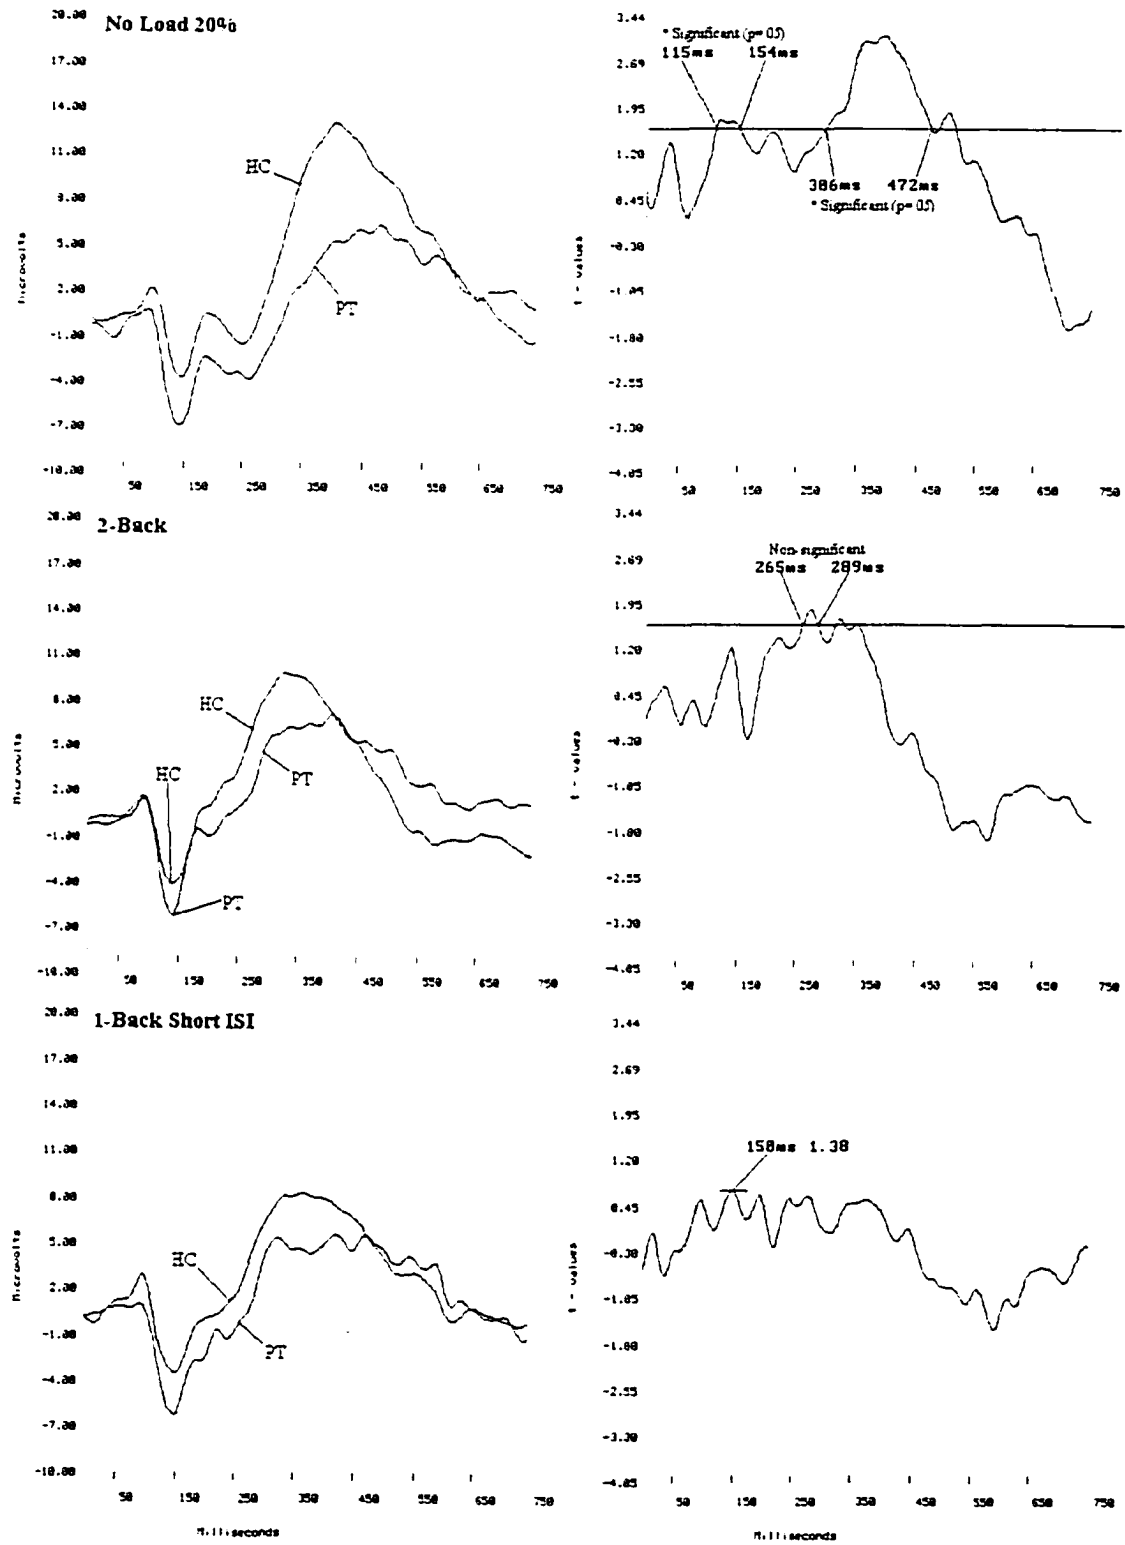 No Load 20%
20.00
17.00
14.00
11.00
8.00
5.00
2.00
-1.00
-4.00
-7.00
-10.00
Microvolts
HC
PT
50 150 250 350 450 550 650 750
3.44
2.69
1.95
1.20
0.45
-0.30
-1.05
-1.80
-2.55
-3.30
-4.05
t - values
* Significant (p=.05)
115ms 154ms
386ms 472ms
* Significant (p=.05)
50 150 250 350 450 550 650 750
2-Back
20.00
17.00
14.00
11.00
8.00
5.00
2.00
-1.00
-4.00
-7.00
-10.00
Microvolts
HC
PT
HC
PT
50 150 250 350 450 550 650 750
3.44
2.69
1.95
1.20
0.45
-0.30
-1.05
-1.80
-2.55
-3.30
-4.05
t - values
Non-significant
265ms 289ms
50 150 250 350 450 550 650 750
1-Back Short ISI
20.00
17.00
14.00
11.00
8.00
5.00
2.00
-1.00
-4.00
-7.00
-10.00
Microvolts
HC
PT
50 150 250 350 450 550 650 750
Milliseconds
3.44
2.69
1.95
1.20
0.45
-0.30
-1.05
-1.80
-2.55
-3.30
-4.05
t - values
150ms 1.38
50 150 250 350 450 550 650 750
Milliseconds